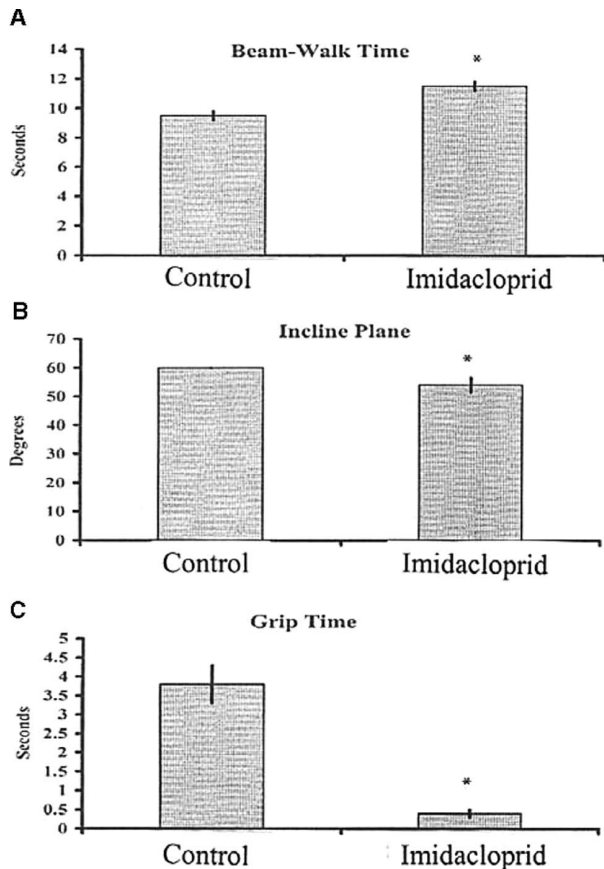 A
Beam-Walk Time
*
14
12
10
8
6
4
2
0
Seconds
Control Imidacloprid
B
Incline Plane
*
70
60
50
40
30
20
10
0
Degrees
Control Imidacloprid
C
Grip Time
*
5
4.5
4
3.5
3
2.5
2
1.5
1
0.5
0
Seconds
Control Imidacloprid